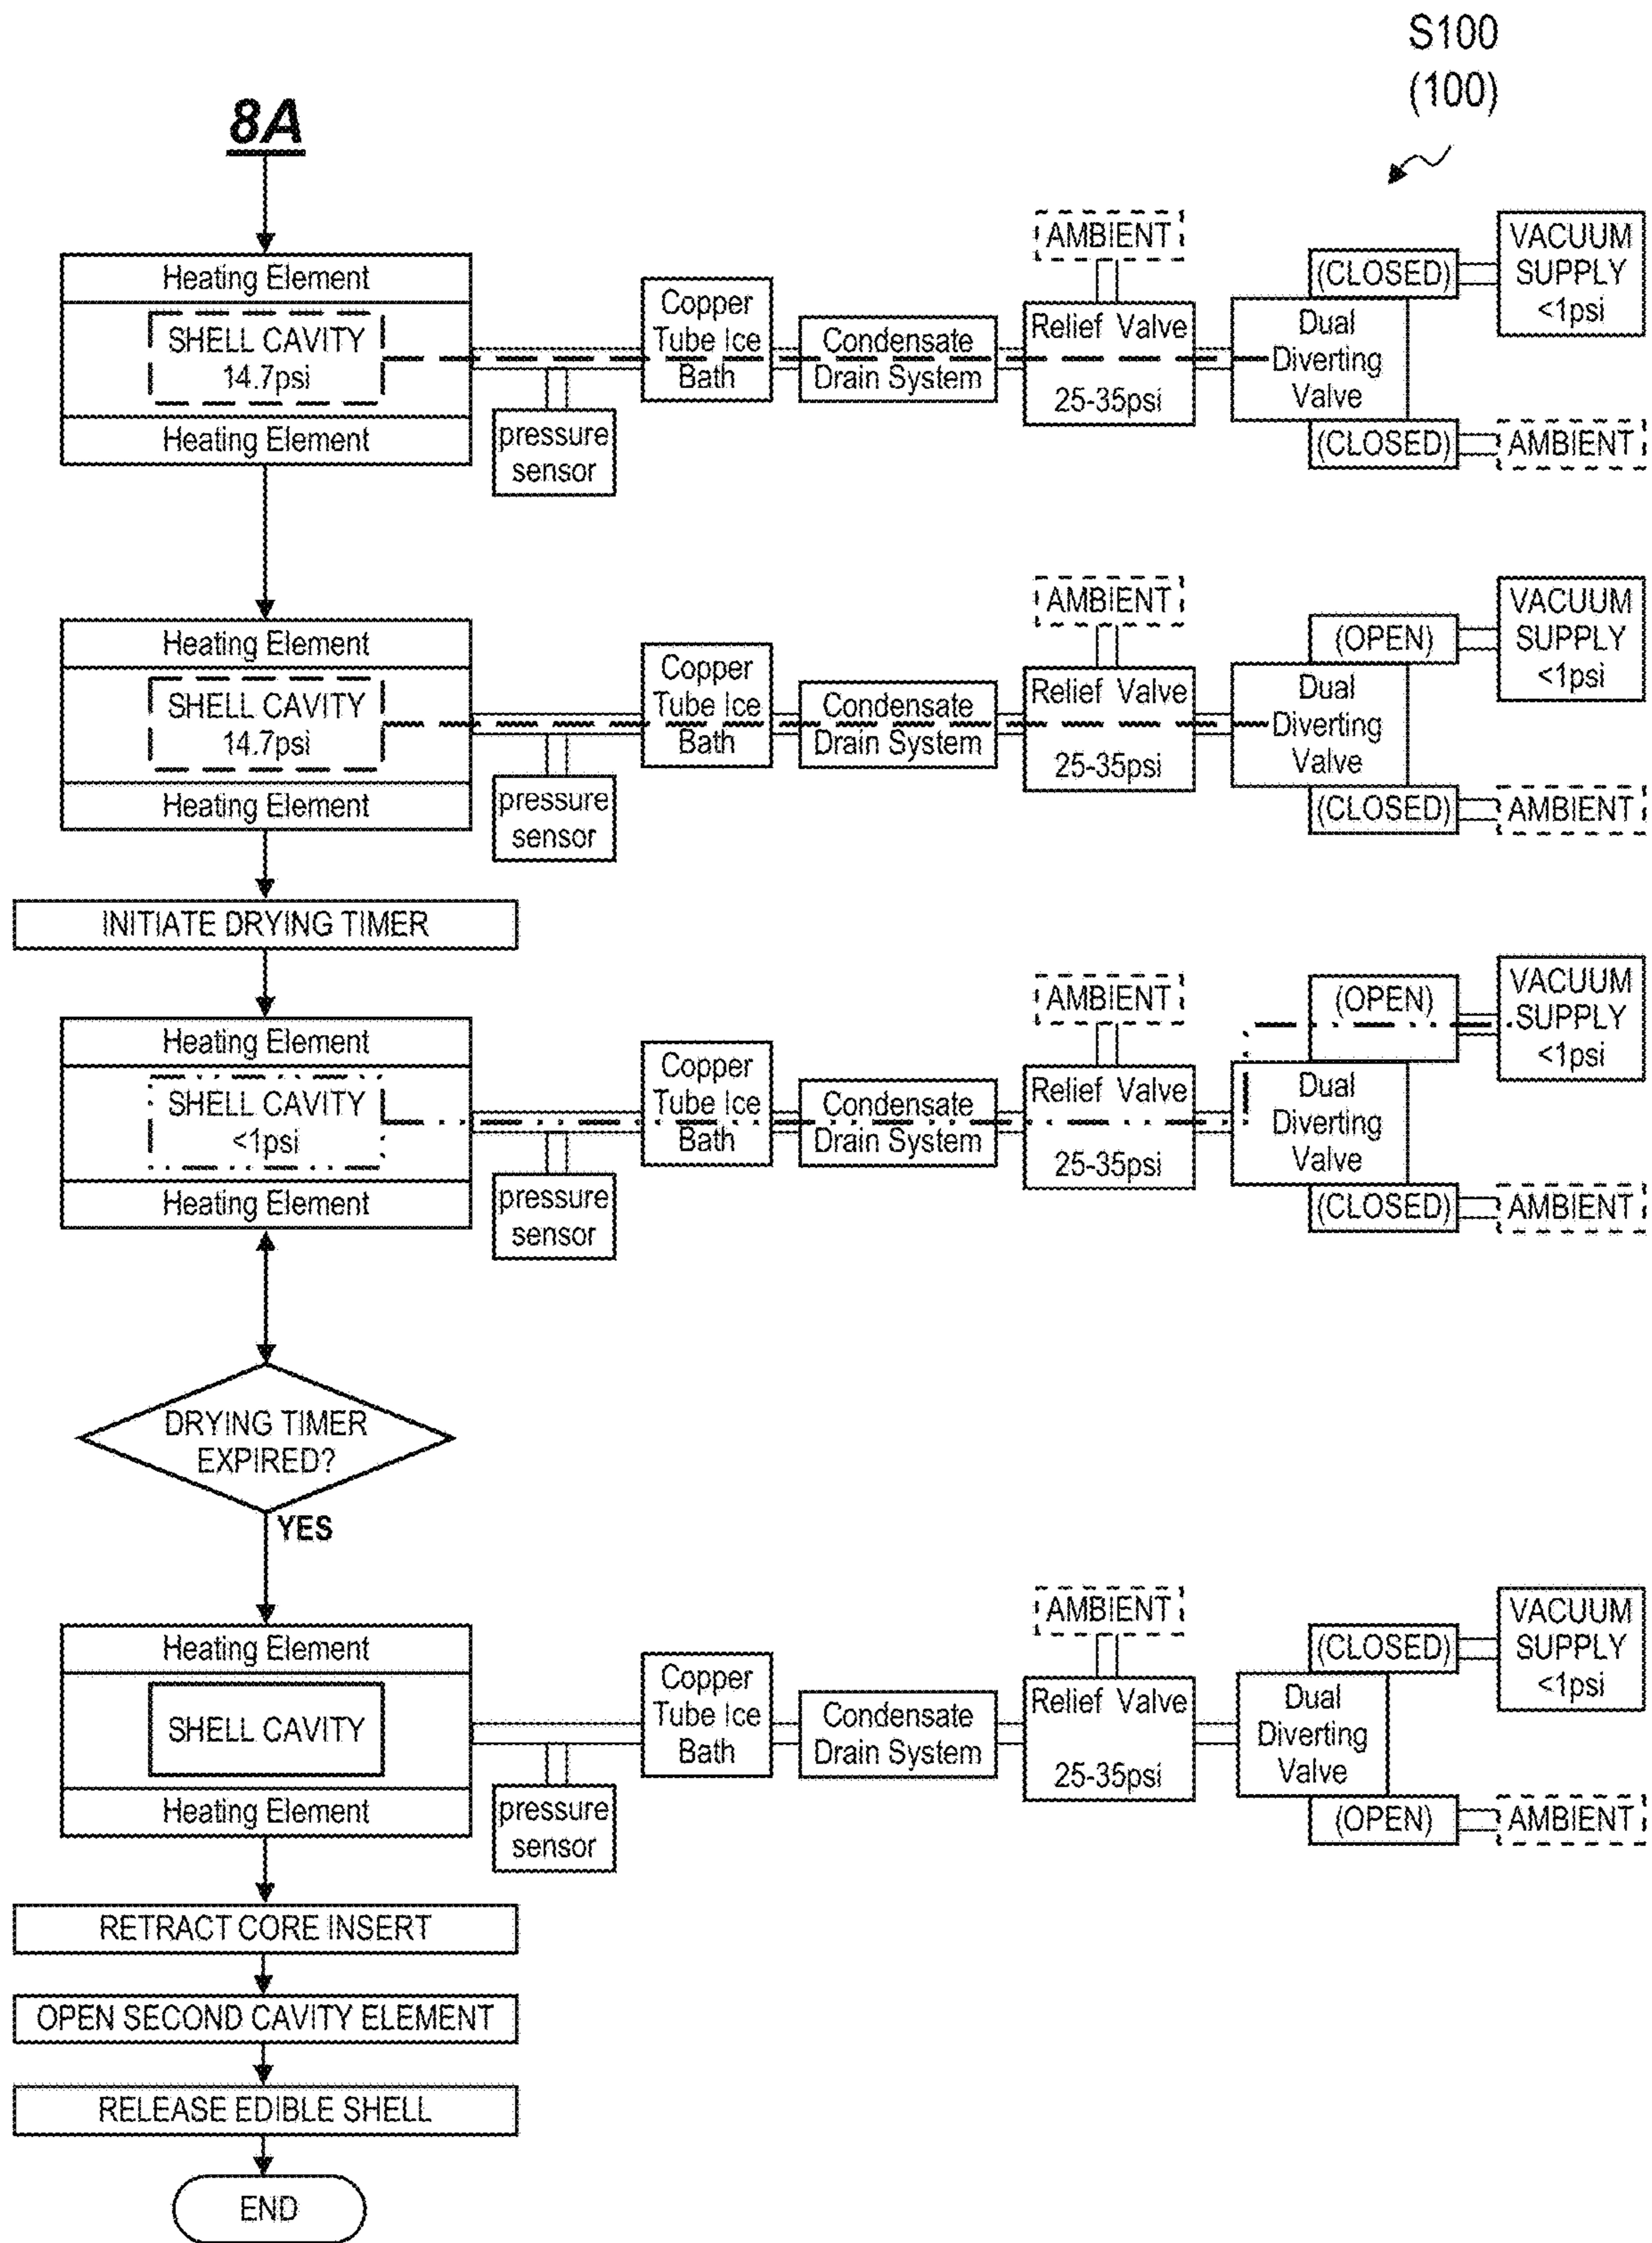 S100
(100)
8A
Heating Element
SHELL CAVITY
14.7psi
Heating Element
pressure
sensor
Copper
Tube Ice
Bath
Condensate
Drain System
AMBIENT
Relief Valve
25-35psi
(CLOSED)
Dual
Diverting
Valve
(CLOSED)
VACUUM
SUPPLY
<1psi
AMBIENT
Heating Element
SHELL CAVITY
14.7psi
Heating Element
pressure
sensor
Copper
Tube Ice
Bath
Condensate
Drain System
AMBIENT
Relief Valve
25-35psi
(OPEN)
Dual
Diverting
Valve
(CLOSED)
VACUUM
SUPPLY
<1psi
AMBIENT
INITIATE DRYING TIMER
Heating Element
SHELL CAVITY
<1psi
Heating Element
pressure
sensor
Copper
Tube Ice
Bath
Condensate
Drain System
AMBIENT
Relief Valve
25-35psi
(OPEN)
Dual
Diverting
Valve
(CLOSED)
VACUUM
SUPPLY
<1psi
AMBIENT
DRYING TIMER
EXPIRED?
YES
Heating Element
SHELL CAVITY
Heating Element
pressure
sensor
Copper
Tube Ice
Bath
Condensate
Drain System
AMBIENT
Relief Valve
25-35psi
(CLOSED)
Dual
Diverting
Valve
(OPEN)
VACUUM
SUPPLY
<1psi
AMBIENT
RETRACT CORE INSERT
OPEN SECOND CAVITY ELEMENT
RELEASE EDIBLE SHELL
END